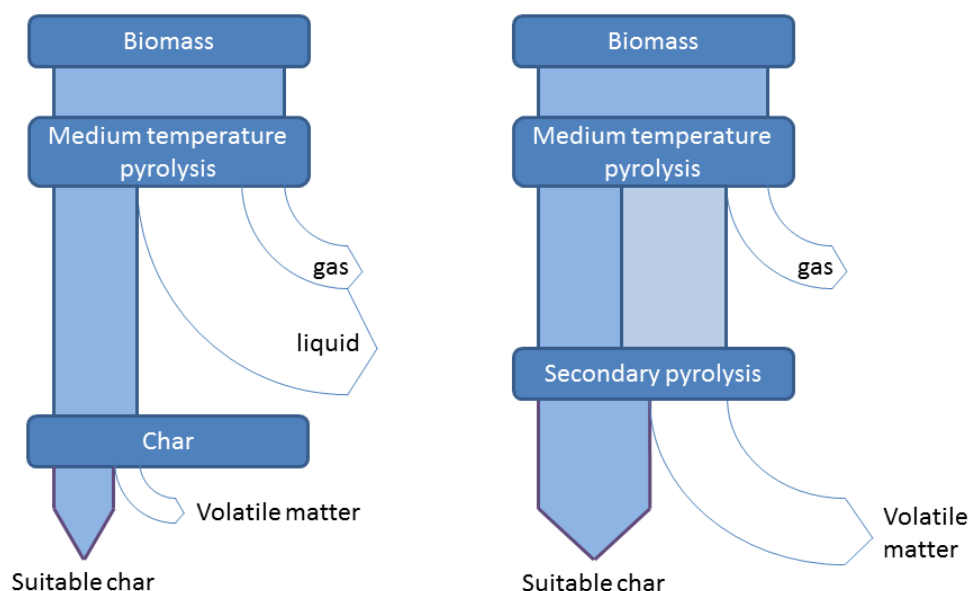 Biomass
Medium temperature
pyrolysis
gas
liquid
Char
Volatile matter
Suitable char
Biomass
Medium temperature
pyrolysis
gas
Secondary pyrolysis
Volatile
matter
Suitable char